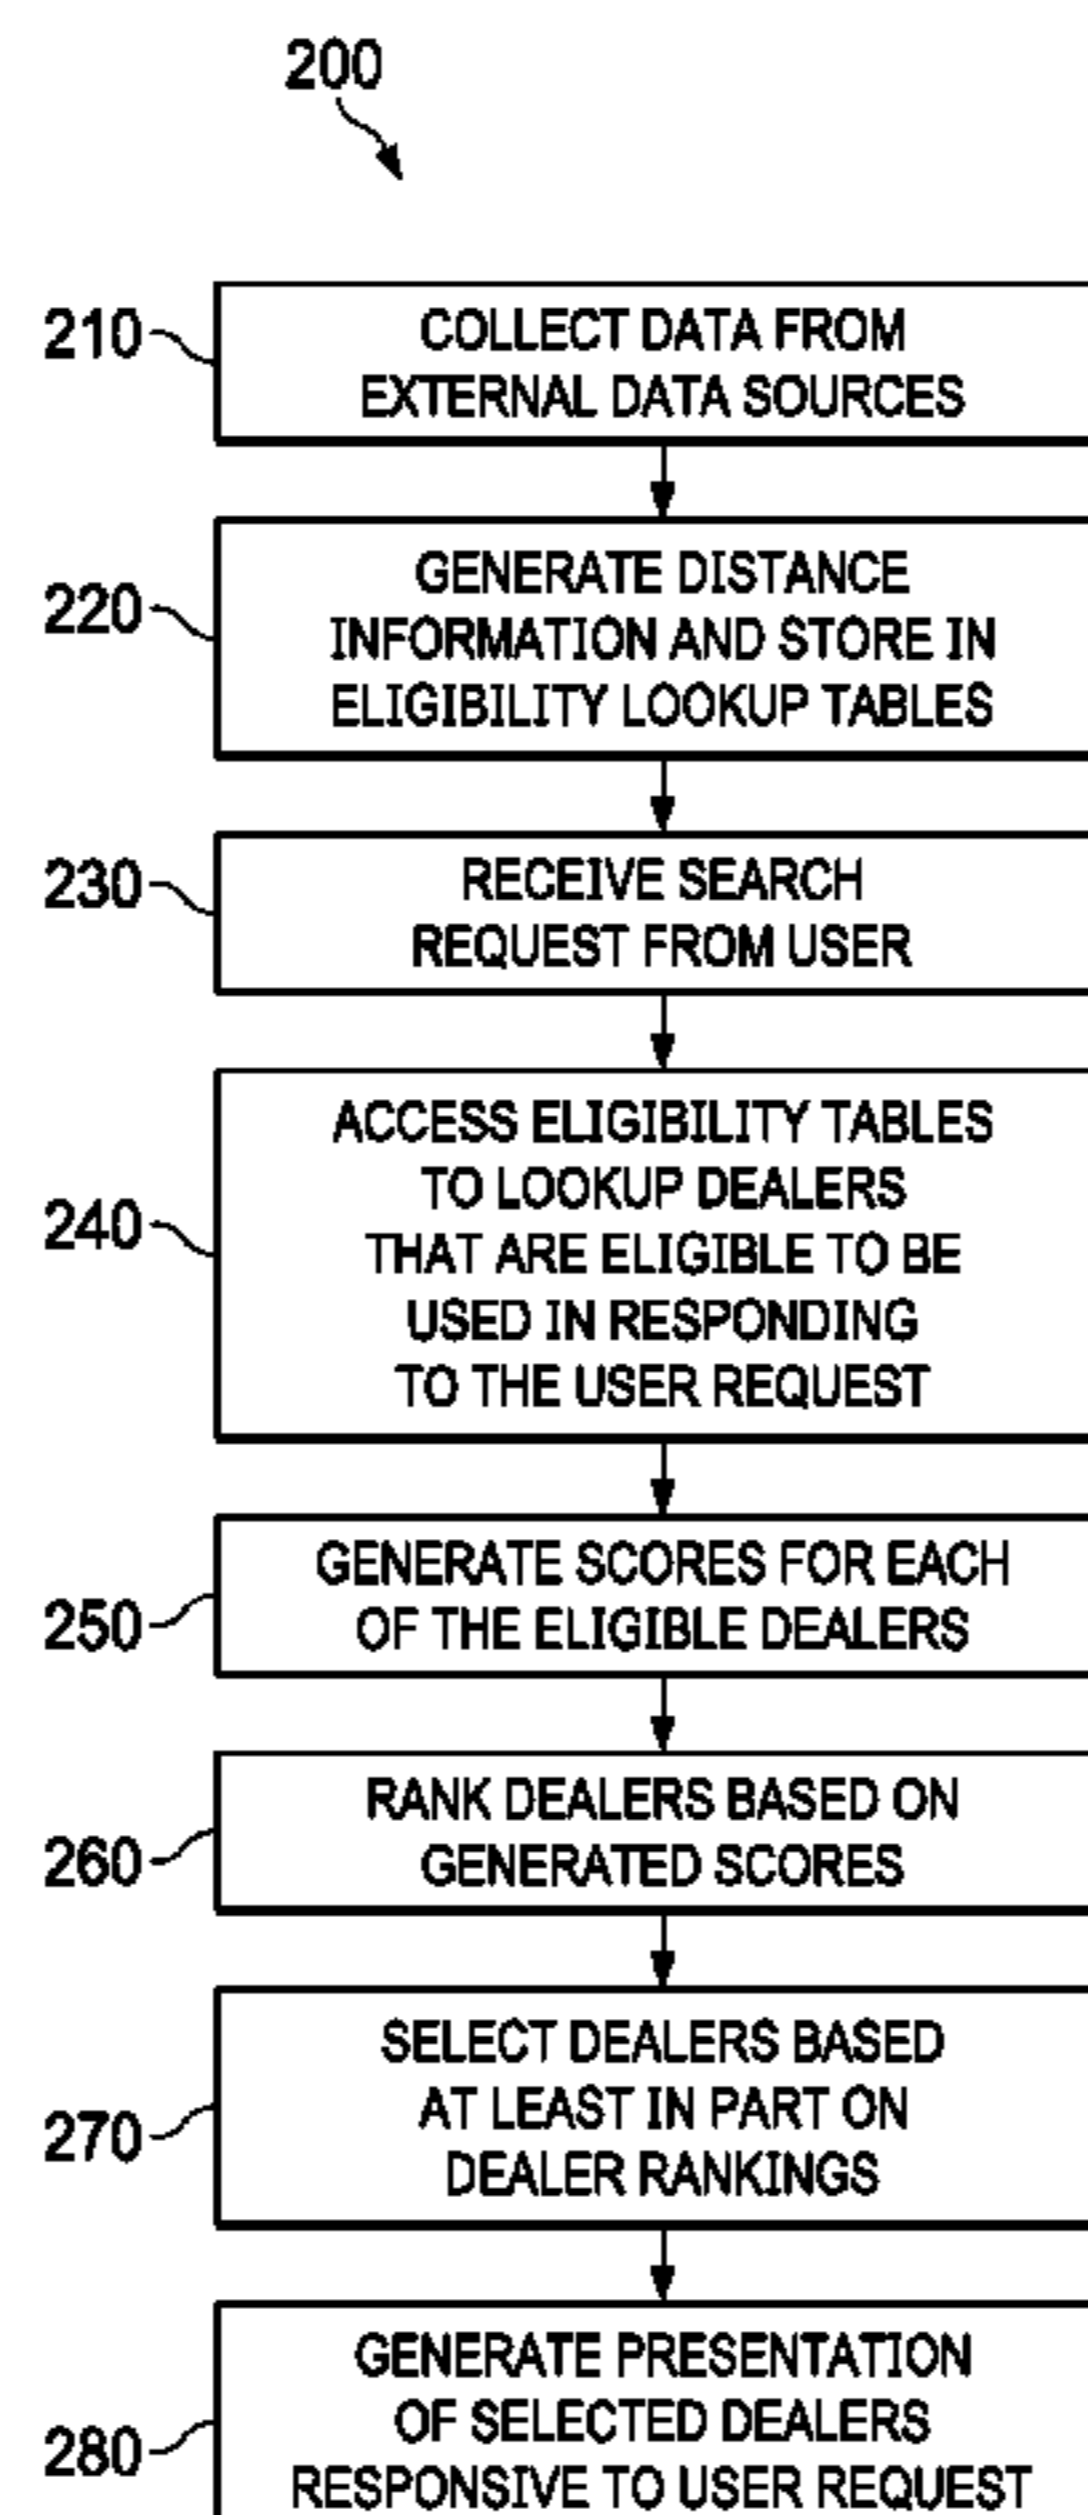 200
210
COLLECT DATA FROM
EXTERNAL DATA SOURCES
220
GENERATE DISTANCE
INFORMATION AND STORE IN
ELIGIBILITY LOOKUP TABLES
230
RECEIVE SEARCH
REQUEST FROM USER
240
ACCESS ELIGIBILITY TABLES
TO LOOKUP DEALERS
THAT ARE ELIGIBLE TO BE
USED IN RESPONDING
TO THE USER REQUEST
250
GENERATE SCORES FOR EACH
OF THE ELIGIBLE DEALERS
260
RANK DEALERS BASED ON
GENERATED SCORES
270
SELECT DEALERS BASED
AT LEAST IN PART ON
DEALER RANKINGS
280
GENERATE PRESENTATION
OF SELECTED DEALERS
RESPONSIVE TO USER REQUEST